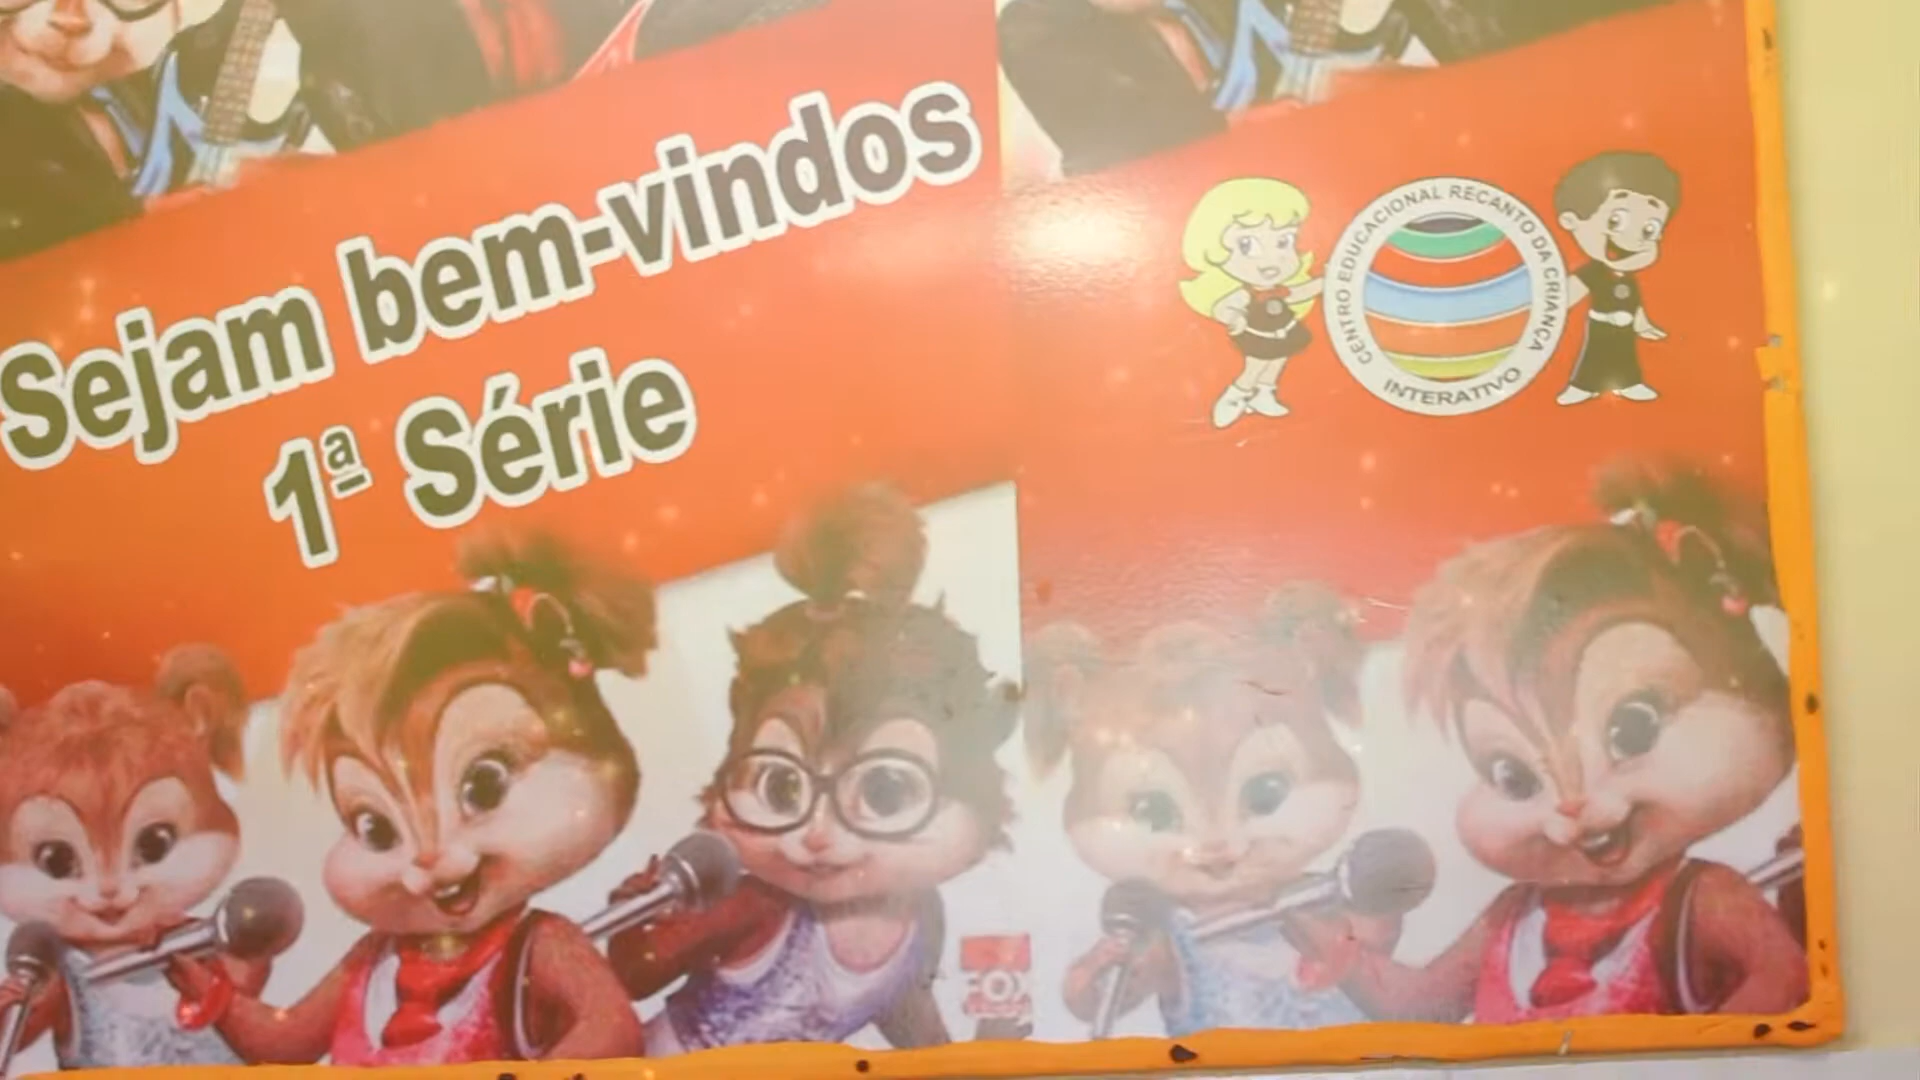 Sejam bem-vindos
1ª Série
CENTRO EDUCACIONAL RECANTO DA CRIANÇA
INTERATIVO
FOX